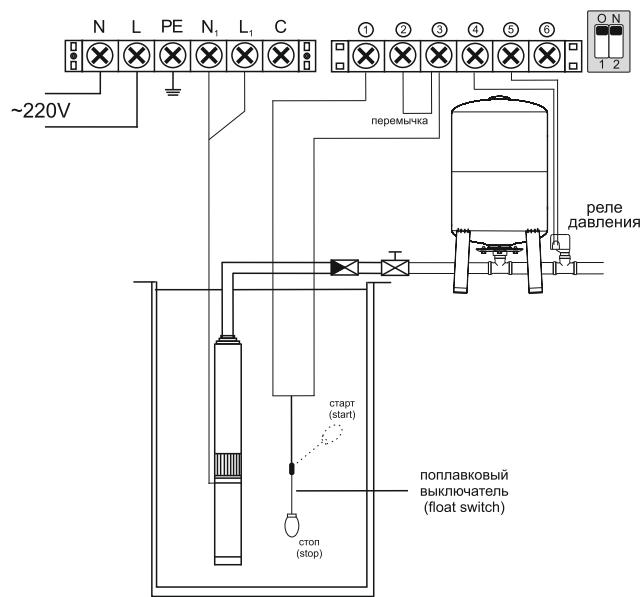 N L PE N1 L1 C
① ② ③ ④ ⑤ ⑥
O N
1 2
~220V
перемычка
реле
давления
старт
(start)
поплавковый
выключатель
(float switch)
стоп
(stop)